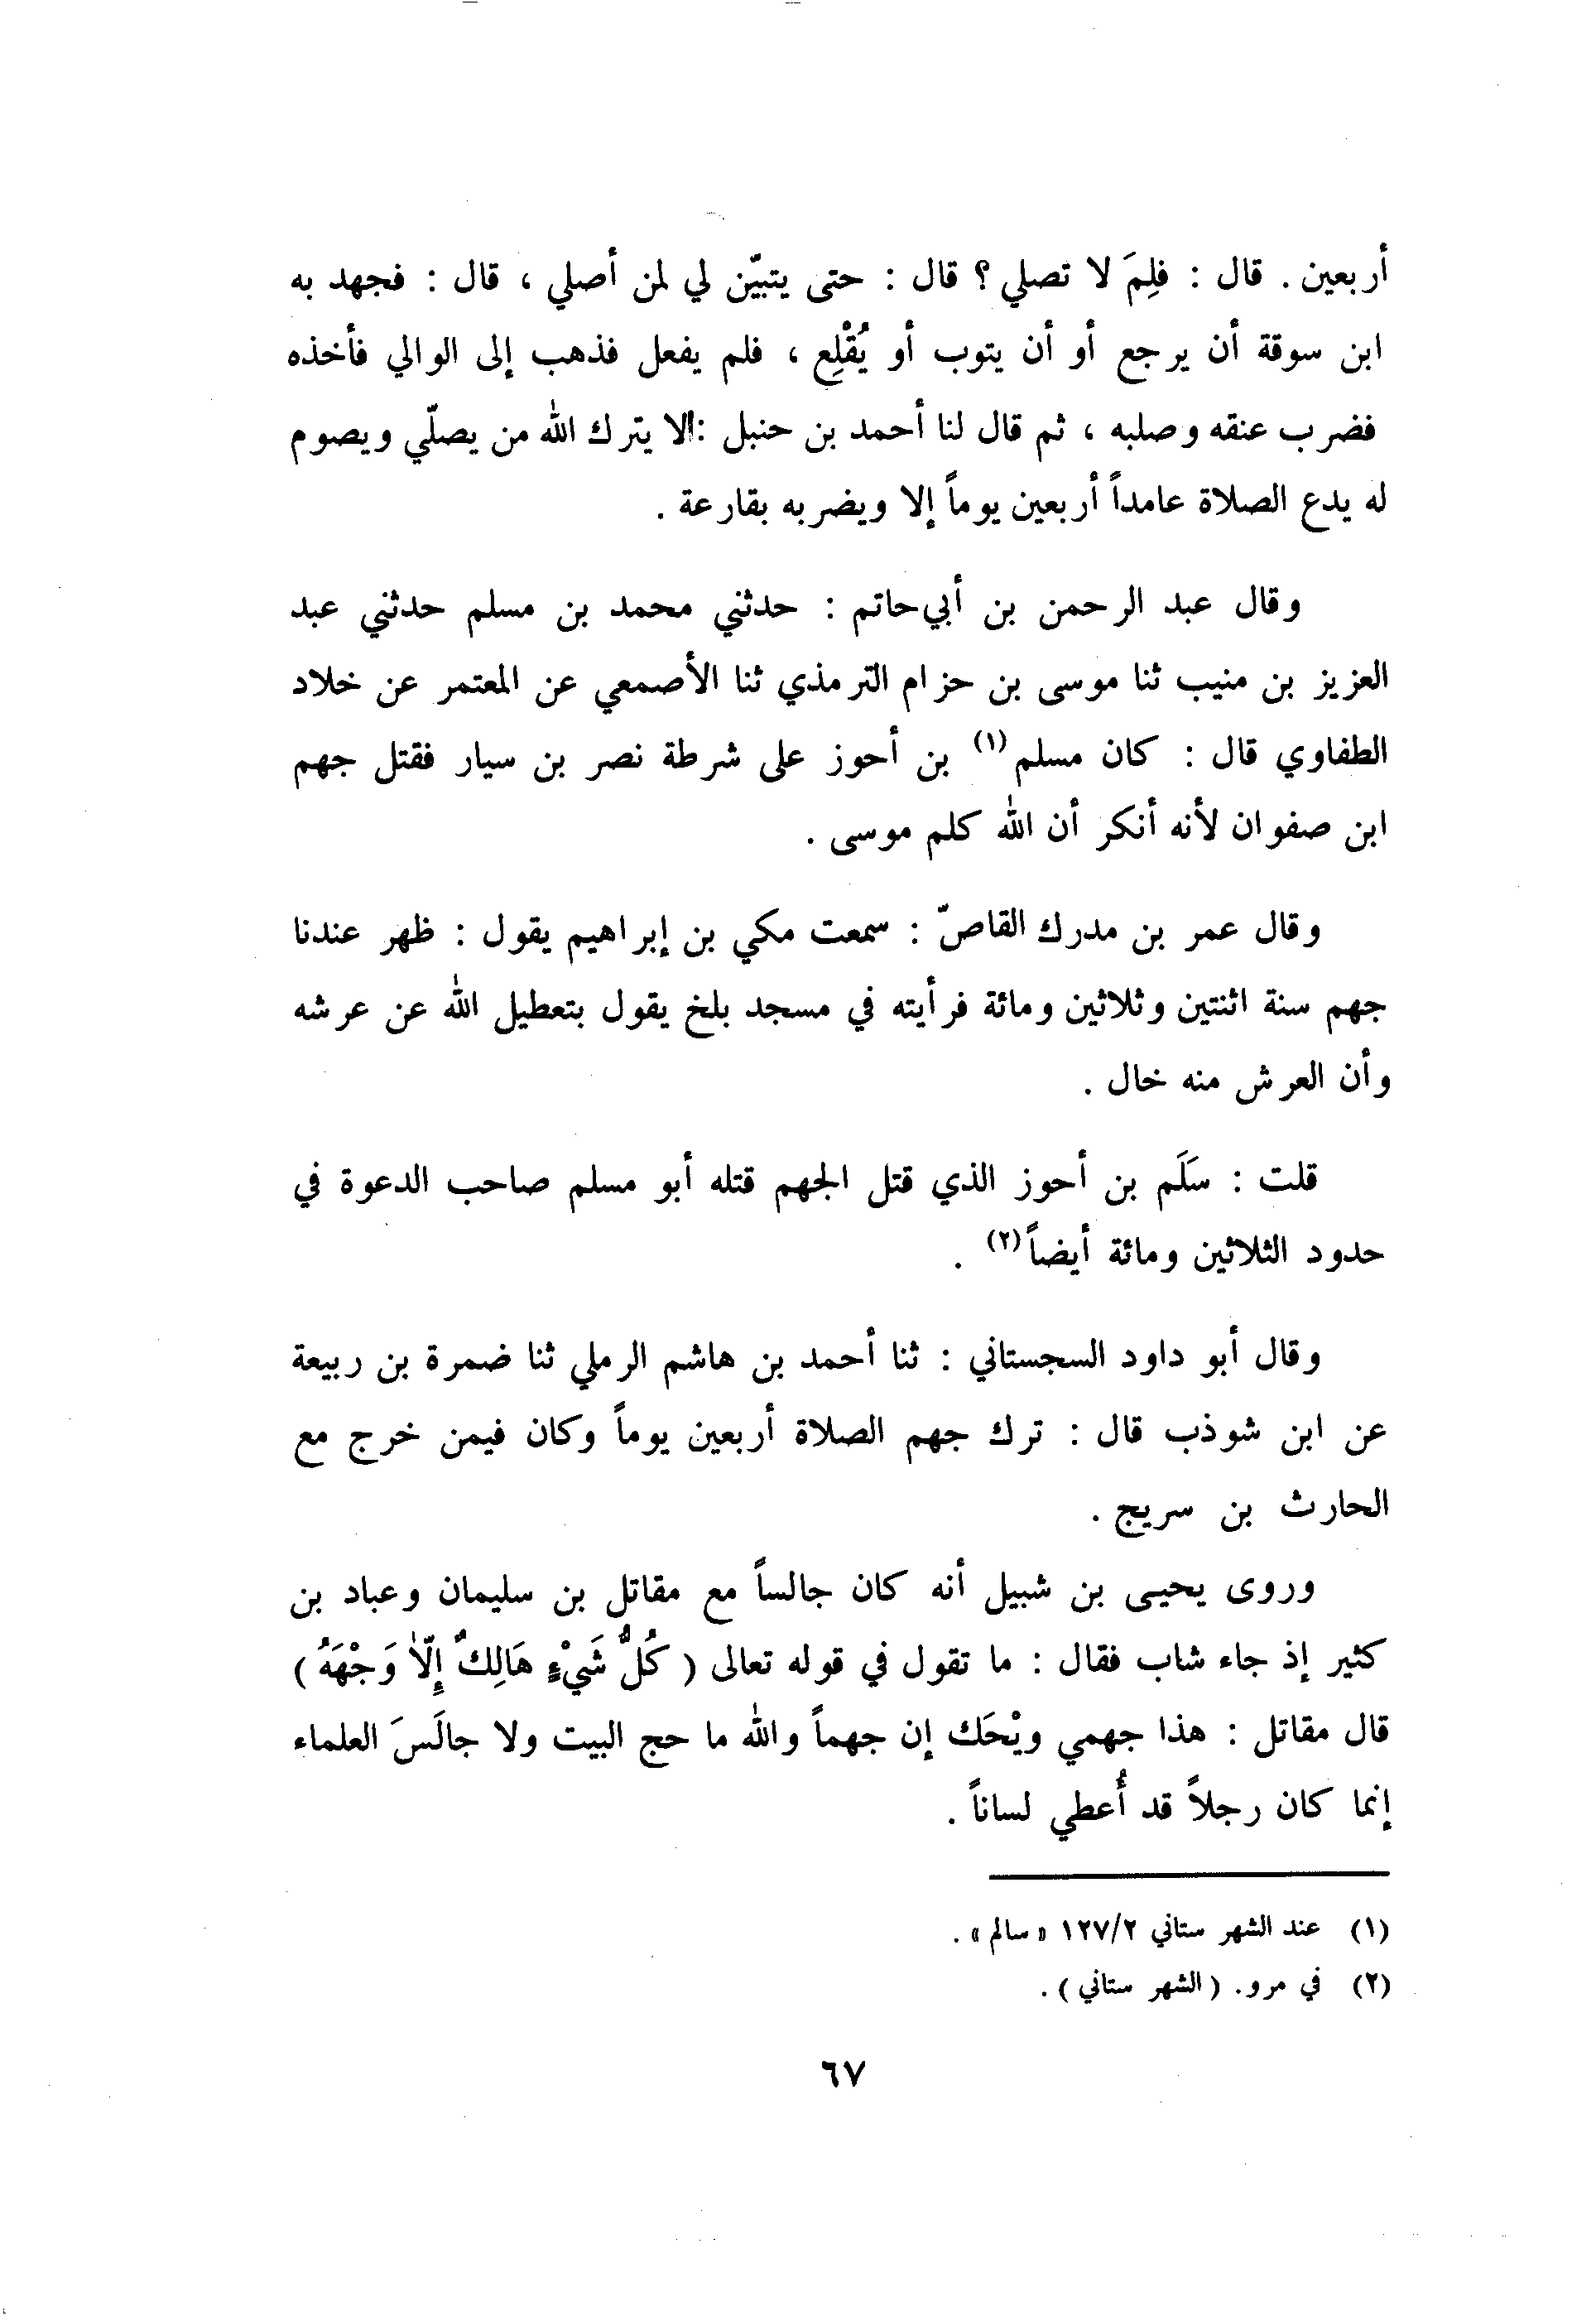 أربعين . قال : فلِمَ لا تصلي ؟ قال : حتى يتبيّن لي لمن أصلي ، قال : فجهد به
ابن سوقة أن يرجع أو أن يتوب أو يُقْلِع ، فلم يفعل فذهب إلى الوالي فأخذه
فضرب عنقه وصلبه ، ثم قال لنا أحمد بن حنبل :ألا يترك الله من يصلّي ويصوم
له يدع الصلاة عامداً أربعين يوماً إلا ويضربه بقارعة .
وقال عبد الرحمن بن أبي حاتم : حدثني محمد بن مسلم حدثني عبد
العزيز بن منيب ثنا موسى بن حزام الترمذي ثنا الأصمعي عن المعتمر عن خلاد
الطفاوي قال : كان مسلم (١) بن أحوز على شرطة نصر بن سيار فقتل جهم
ابن صفوان لأنه أنكر أن الله كلم موسى .
وقال عمر بن مدرك القاصّ : سمعت مكي بن إبراهيم يقول : ظهر عندنا
جهم سنة اثنتين وثلاثين ومائة فرأيته في مسجد بلخ يقول بتعطيل الله عن عرشه
وأن العرش منه خال .
قلت : سَلَم بن أحوز الذي قتل الجهم قتله أبو مسلم صاحب الدعوة في
حدود الثلاثين ومائة أيضاً (٢) .
وقال أبو داود السجستاني : ثنا أحمد بن هاشم الرملي ثنا ضمرة بن ربيعة
عن ابن شوذب قال : ترك جهم الصلاة أربعين يوماً وكان فيمن خرج مع
الحارث بن سريج .
وروى يحيى بن شبيل أنه كان جالساً مع مقاتل بن سليمان وعباد بن
كثير إذ جاء شاب فقال : ما تقول في قوله تعالى ( كُلُّ شَيْءٍ هَالِكٌ إِلّاٰ وَجْهَهُ )
قال مقاتل : هذا جهمي ويْحَك إن جهماً والله ما حج البيت ولا جالَسَ العلماء
إنما كان رجلاً قد أُعطي لساناً .
(١) عند الشهرستاني ١٢٧/٢ « سالم » .
(٢) في مرو . ( الشهرستاني ) .
٦٧